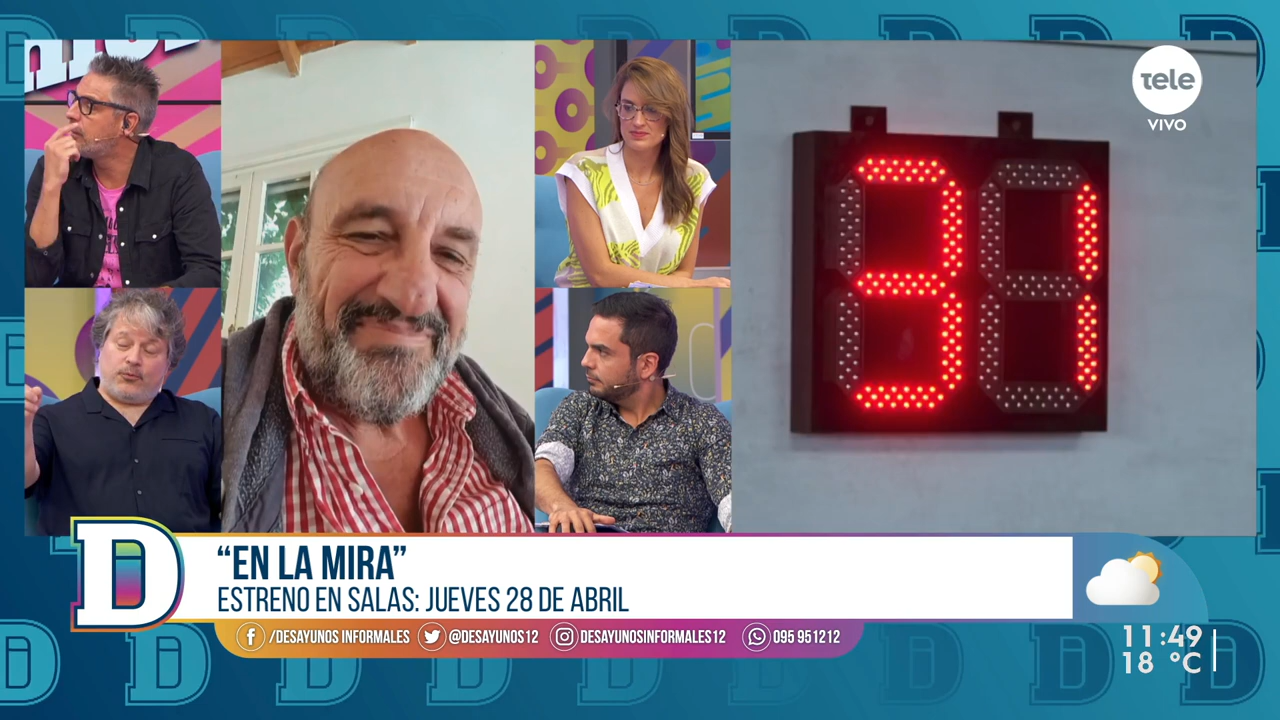 tele
VIVO
31
D
"EN LA MIRA"
ESTRENO EN SALAS: JUEVES 28 DE ABRIL
/DESAYUNOS INFORMALES @DESAYUNOS12 DESAYUNOSINFORMALES12 095 951212
11:49
18 °C